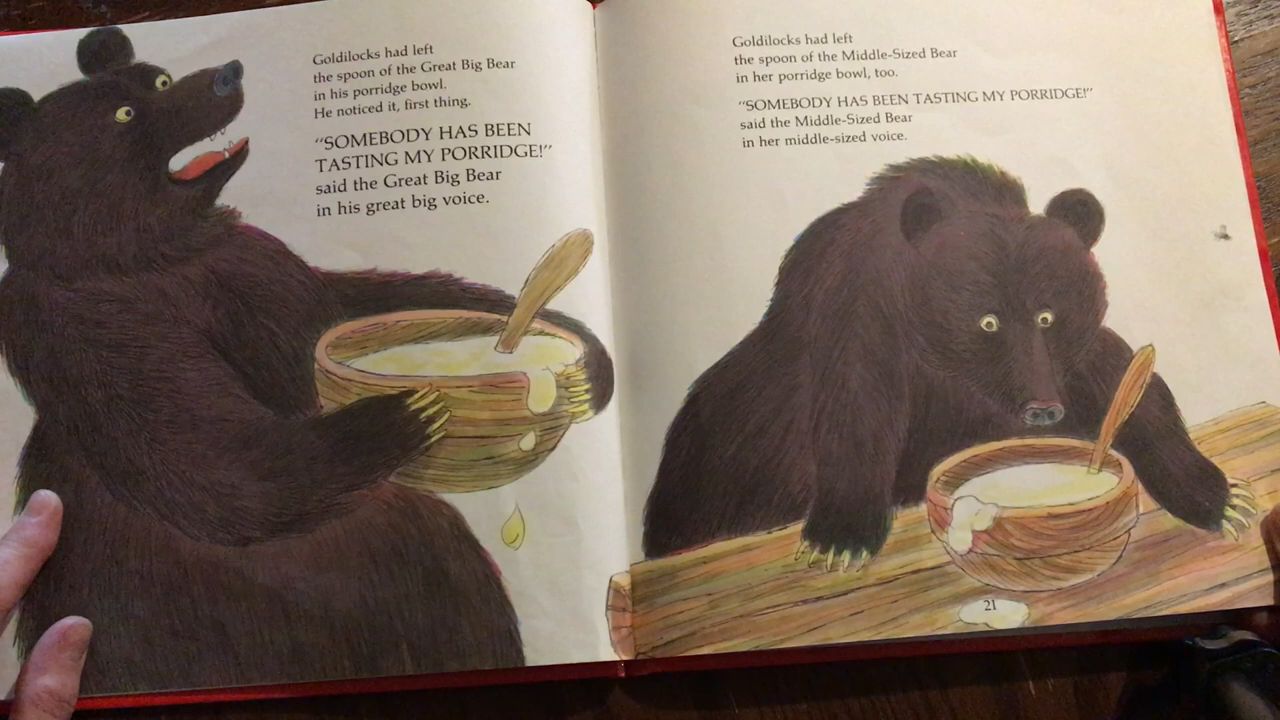 Goldilocks had left
the spoon of the Great Big Bear
in his porridge bowl.
He noticed it, first thing.
“SOMEBODY HAS BEEN
TASTING MY PORRIDGE!”
said the Great Big Bear
in his great big voice.
Goldilocks had left
the spoon of the Middle-Sized Bear
in her porridge bowl, too.
“SOMEBODY HAS BEEN TASTING MY PORRIDGE!”
said the Middle-Sized Bear
in her middle-sized voice.
21